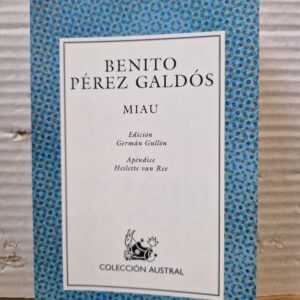 BENITO
PÉREZ GALDÓS
MIAU
Edición
Germán Gullón
Apéndice
Heilette van Ree
COLECCIÓN AUSTRAL